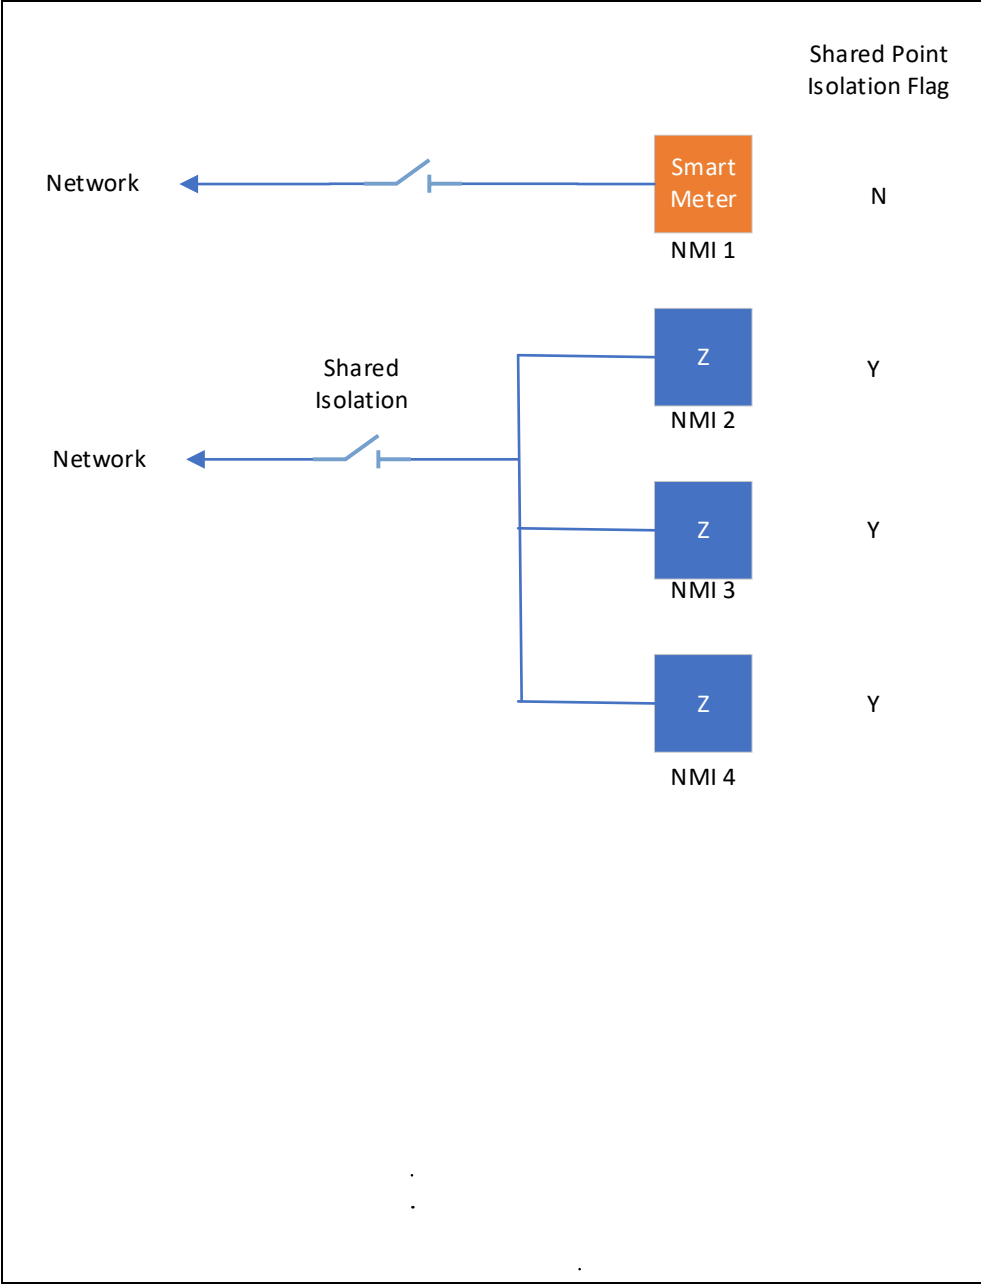 Shared Point
Isolation Flag
Network
Smart
Meter
N
NMI 1
Z
Y
NMI 2
Shared
Isolation
Network
Z
Y
NMI 3
Z
Y
NMI 4